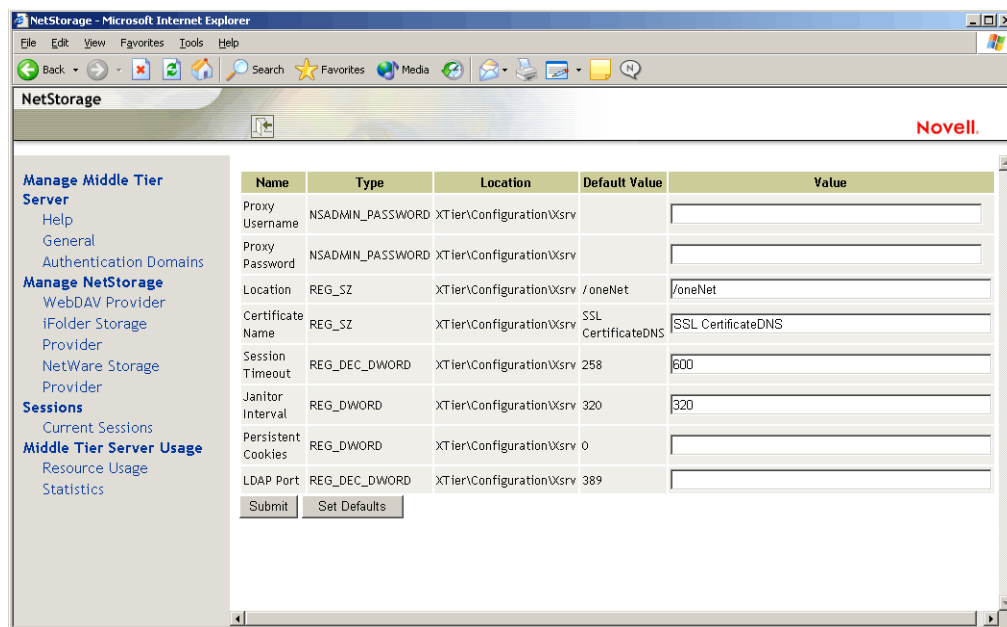 NetStorage - Microsoft Internet Explorer
File Edit View Favorites Tools Help
Back Search Favorites Media
NetStorage
Novell.
Manage Middle Tier
Server
Help
General
Authentication Domains
Manage NetStorage
WebDAV Provider
iFolder Storage
Provider
NetWare Storage
Provider
Sessions
Current Sessions
Middle Tier Server Usage
Resource Usage
Statistics
Name Type Location Default Value Value
Proxy
Username NSADMIN_PASSWORD XTier\Configuration\Xsrv
Proxy
Password NSADMIN_PASSWORD XTier\Configuration\Xsrv
Location REG_SZ XTier\Configuration\Xsrv /oneNet /oneNet
Certificate
Name REG_SZ XTier\Configuration\Xsrv SSL
CertificateDNS SSL CertificateDNS
Session
Timeout REG_DEC_DWORD XTier\Configuration\Xsrv 258 600
Janitor
Interval REG_DWORD XTier\Configuration\Xsrv 320 320
Persistent
Cookies REG_DWORD XTier\Configuration\Xsrv 0
LDAP Port REG_DEC_DWORD XTier\Configuration\Xsrv 389
Submit Set Defaults